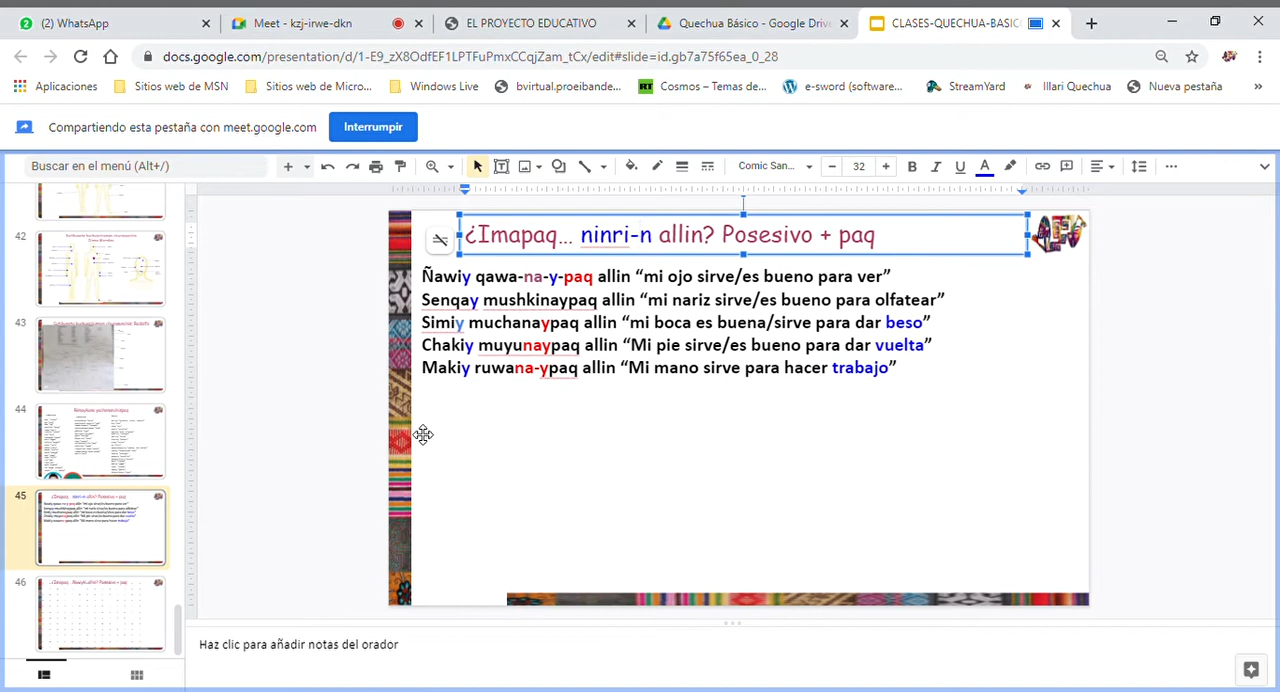 (2) WhatsApp
Meet - kzj-irwe-dkn
EL PROYECTO EDUCATIVO
Quechua Básico - Google Drive
CLASES-QUECHUA-BASIC
docs.google.com/presentation/d/1-E9_zX8OdfEF1LPTFuPmxCCqjZam_tCx/edit#slide=id.gb7a75f65ea_0_28
Aplicaciones
Sitios web de MSN
Sitios web de Micro...
Windows Live
bvirtual.proeibande...
RT
Cosmos – Temas de...
e-sword (software...
StreamYard
Illari Quechua
Nueva pestaña
»
Compartiendo esta pestaña con meet.google.com
Interrumpir
Buscar en el menú (Alt+/)
Comic San...
32
B I U A
¿Imapaq... ninri-n allin? Posesivo + paq
Ñawiy qawa-na-y-paq allin “mi ojo sirve/es bueno para ver”
Senqay mushkinaypaq allin “mi nariz sirve/es bueno para olfatear”
Simiy muchanaypaq allin “mi boca es buena/sirve para dar beso”
Chakiy muyunaypaq allin “Mi pie sirve/es bueno para dar vuelta”
Makiy ruwana-ypaq allin “Mi mano sirve para hacer trabajo”
42
43
44
45
¿Imapaq... ninri-n allin? Posesivo + paq
46
Haz clic para añadir notas del orador